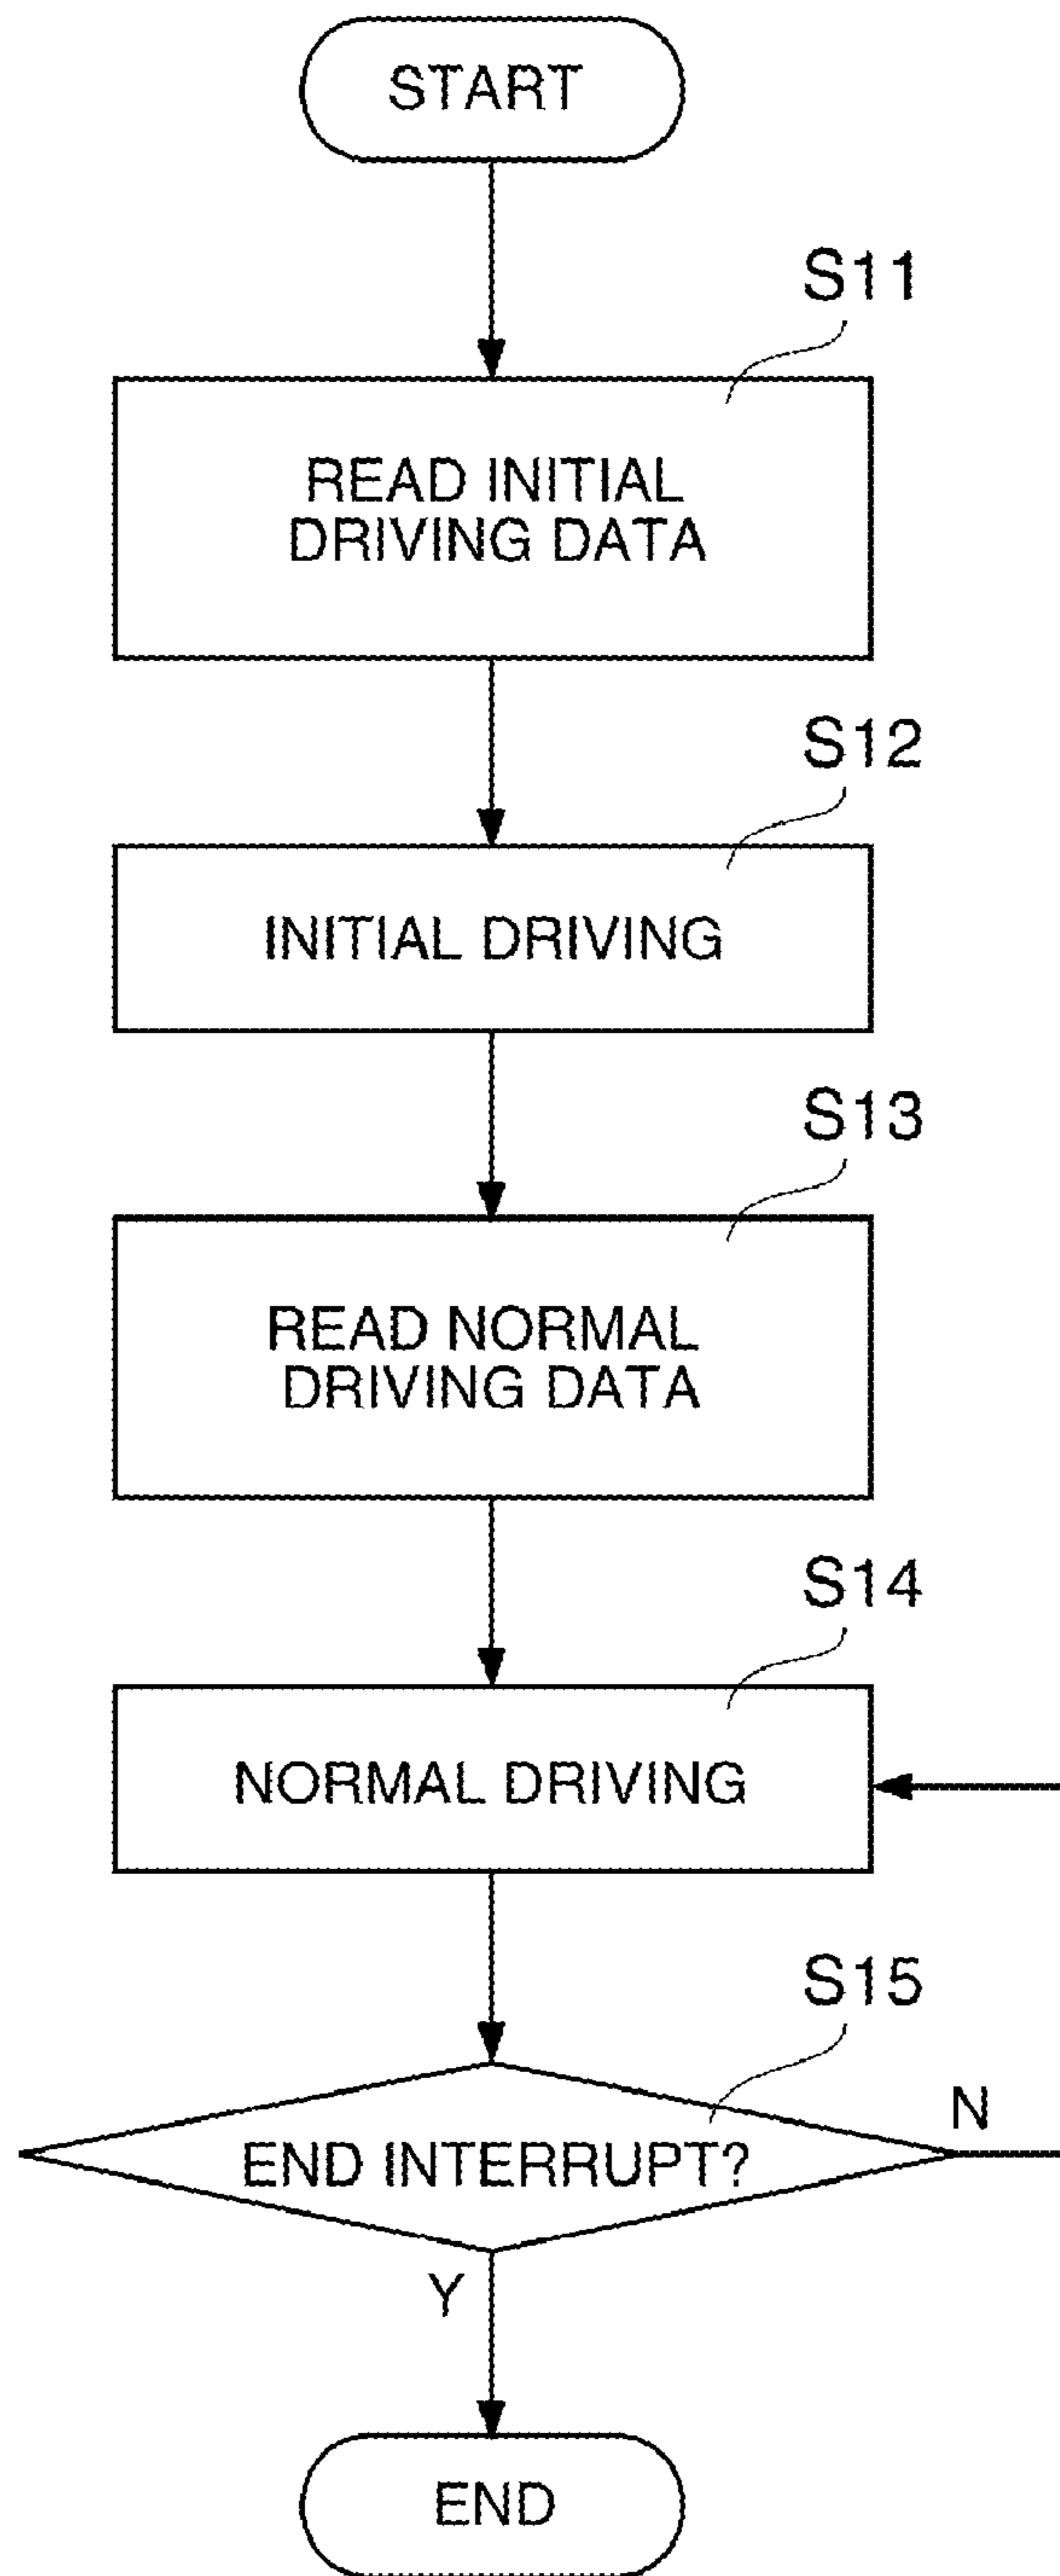 START
S11
READ INITIAL
DRIVING DATA
S12
INITIAL DRIVING
S13
READ NORMAL
DRIVING DATA
S14
NORMAL DRIVING
S15
END INTERRUPT?
N
Y
END